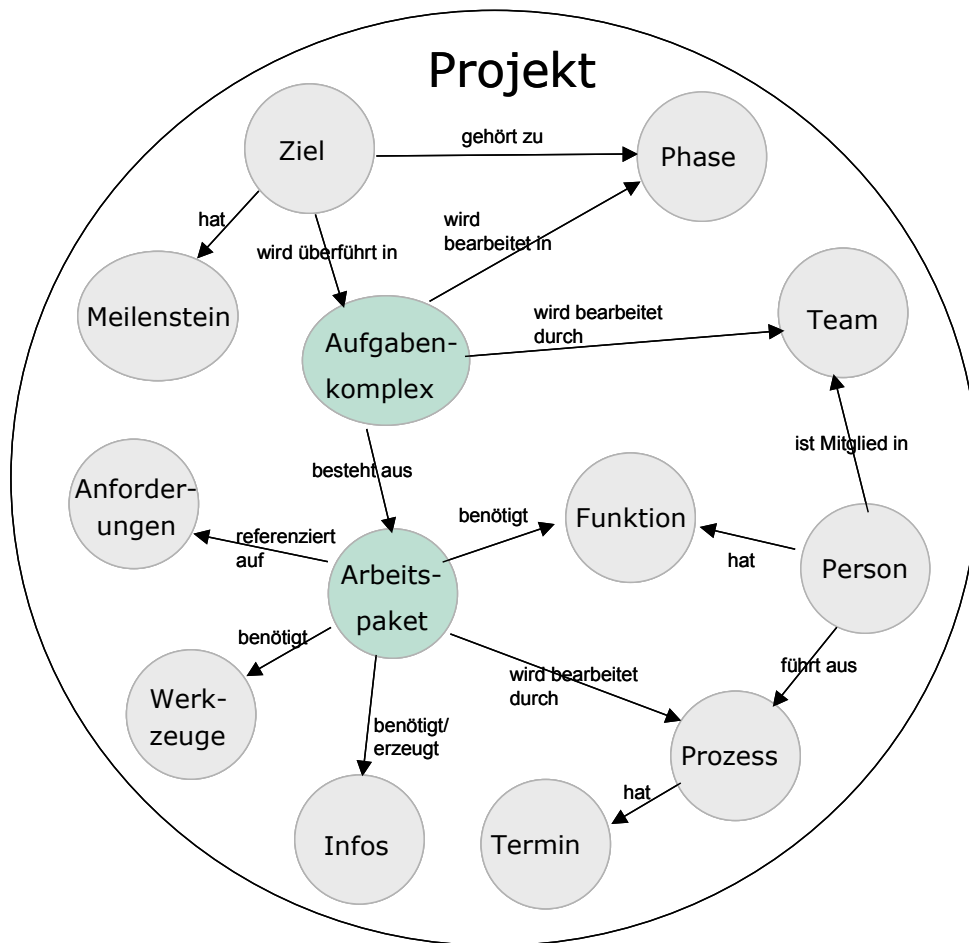 Projekt
Ziel
gehört zu
Phase
hat
wird
bearbeitet in
wird überführt in
Meilenstein
Aufgaben-
komplex
wird bearbeitet
durch
Team
besteht aus
ist Mitglied in
Anforder-
ungen
referenziert
auf
benötigt
Funktion
hat
Person
Arbeits-
paket
benötigt
Werk-
zeuge
wird bearbeitet
durch
führt aus
benötigt/
erzeugt
Prozess
hat
Infos
Termin